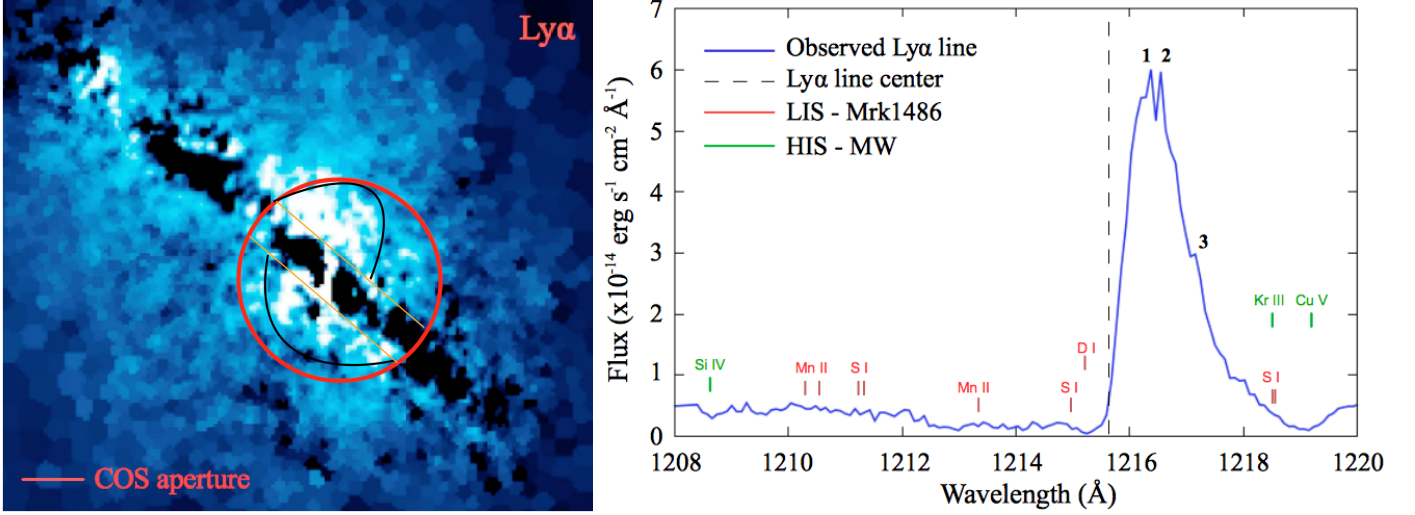 Lyα
COS aperture
7
6
5
4
3
2
1
0
Flux (x10⁻¹⁴ erg s⁻¹ cm⁻² Å⁻¹)
Observed Lyα line
Lyα line center
LIS - Mrk1486
HIS - MW
1 2
3
Kr III Cu V
D I
Si IV Mn II S I
Mn II S I S I
1208 1210 1212 1214 1216 1218 1220
Wavelength (Å)